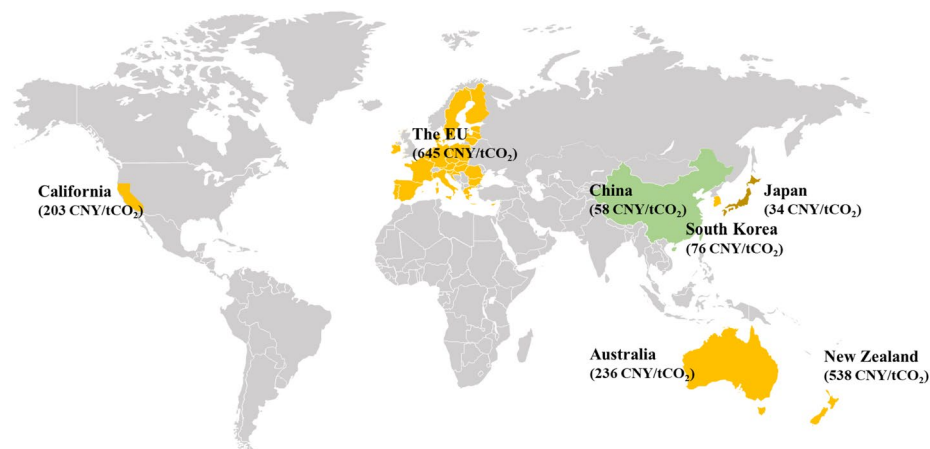 The EU
(645 CNY/tCO₂)
California
(203 CNY/tCO₂)
China
(58 CNY/tCO₂)
Japan
(34 CNY/tCO₂)
South Korea
(76 CNY/tCO₂)
Australia
(236 CNY/tCO₂)
New Zealand
(538 CNY/tCO₂)